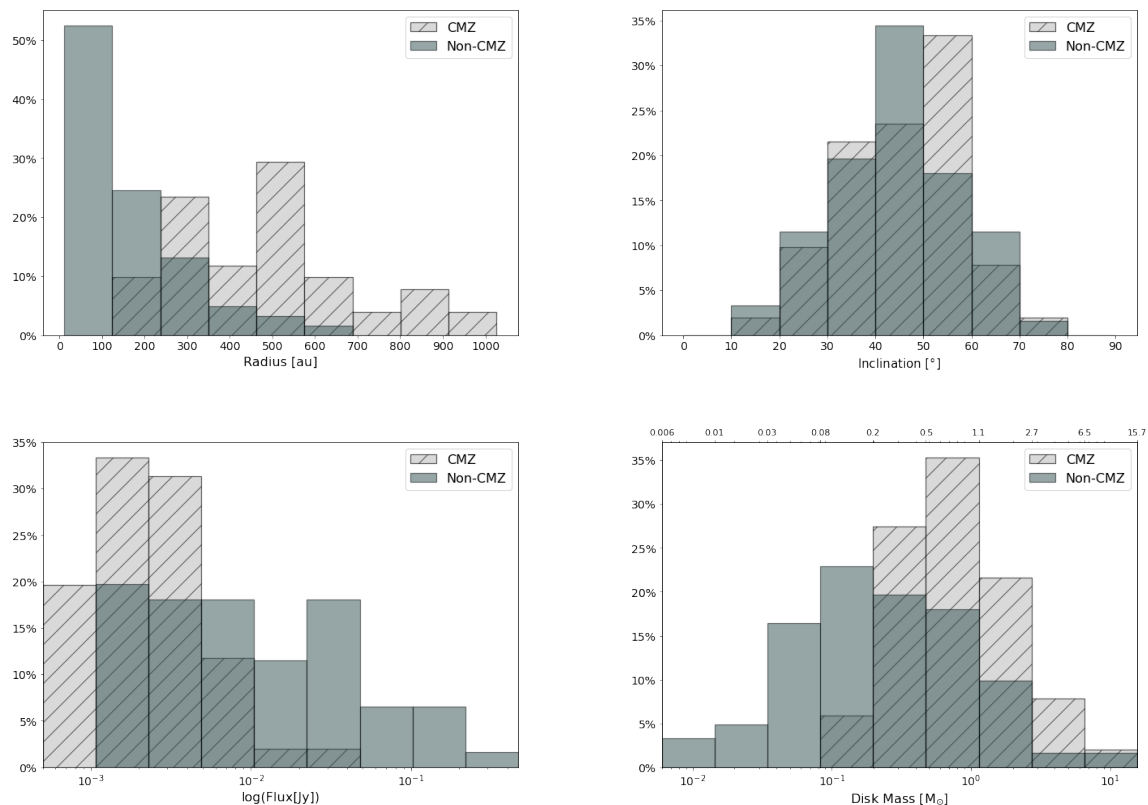 CMZ
Non-CMZ
50%
40%
30%
20%
10%
0%
0 100 200 300 400 500 600 700 800 900 1000
Radius [au]
CMZ
Non-CMZ
35%
30%
25%
20%
15%
10%
5%
0%
0 10 20 30 40 50 60 70 80 90
Inclination [°]
CMZ
Non-CMZ
35%
30%
25%
20%
15%
10%
5%
0%
10⁻³ 10⁻² 10⁻¹
log(Flux[Jy])
0.006 0.01 0.03 0.08 0.2 0.5 1.1 2.7 6.5 15.7
CMZ
Non-CMZ
35%
30%
25%
20%
15%
10%
5%
0%
10⁻² 10⁻¹ 10⁰ 10¹
Disk Mass [M⊙]